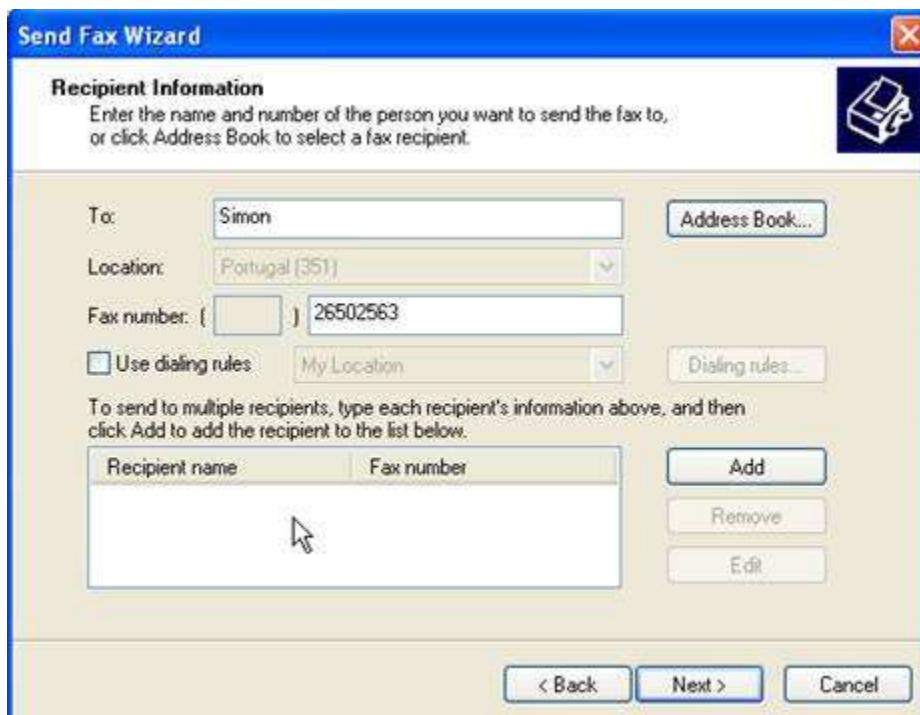 Send Fax Wizard
Recipient Information
Enter the name and number of the person you want to send the fax to,
or click Address Book to select a fax recipient.
To: Simon Address Book...
Location: Portugal (351)
Fax number: ( ) 26502563
Use dialing rules My Location Dialing rules...
To send to multiple recipients, type each recipient's information above, and then
click Add to add the recipient to the list below.
Recipient name Fax number Add
Remove
Edit
< Back Next > Cancel